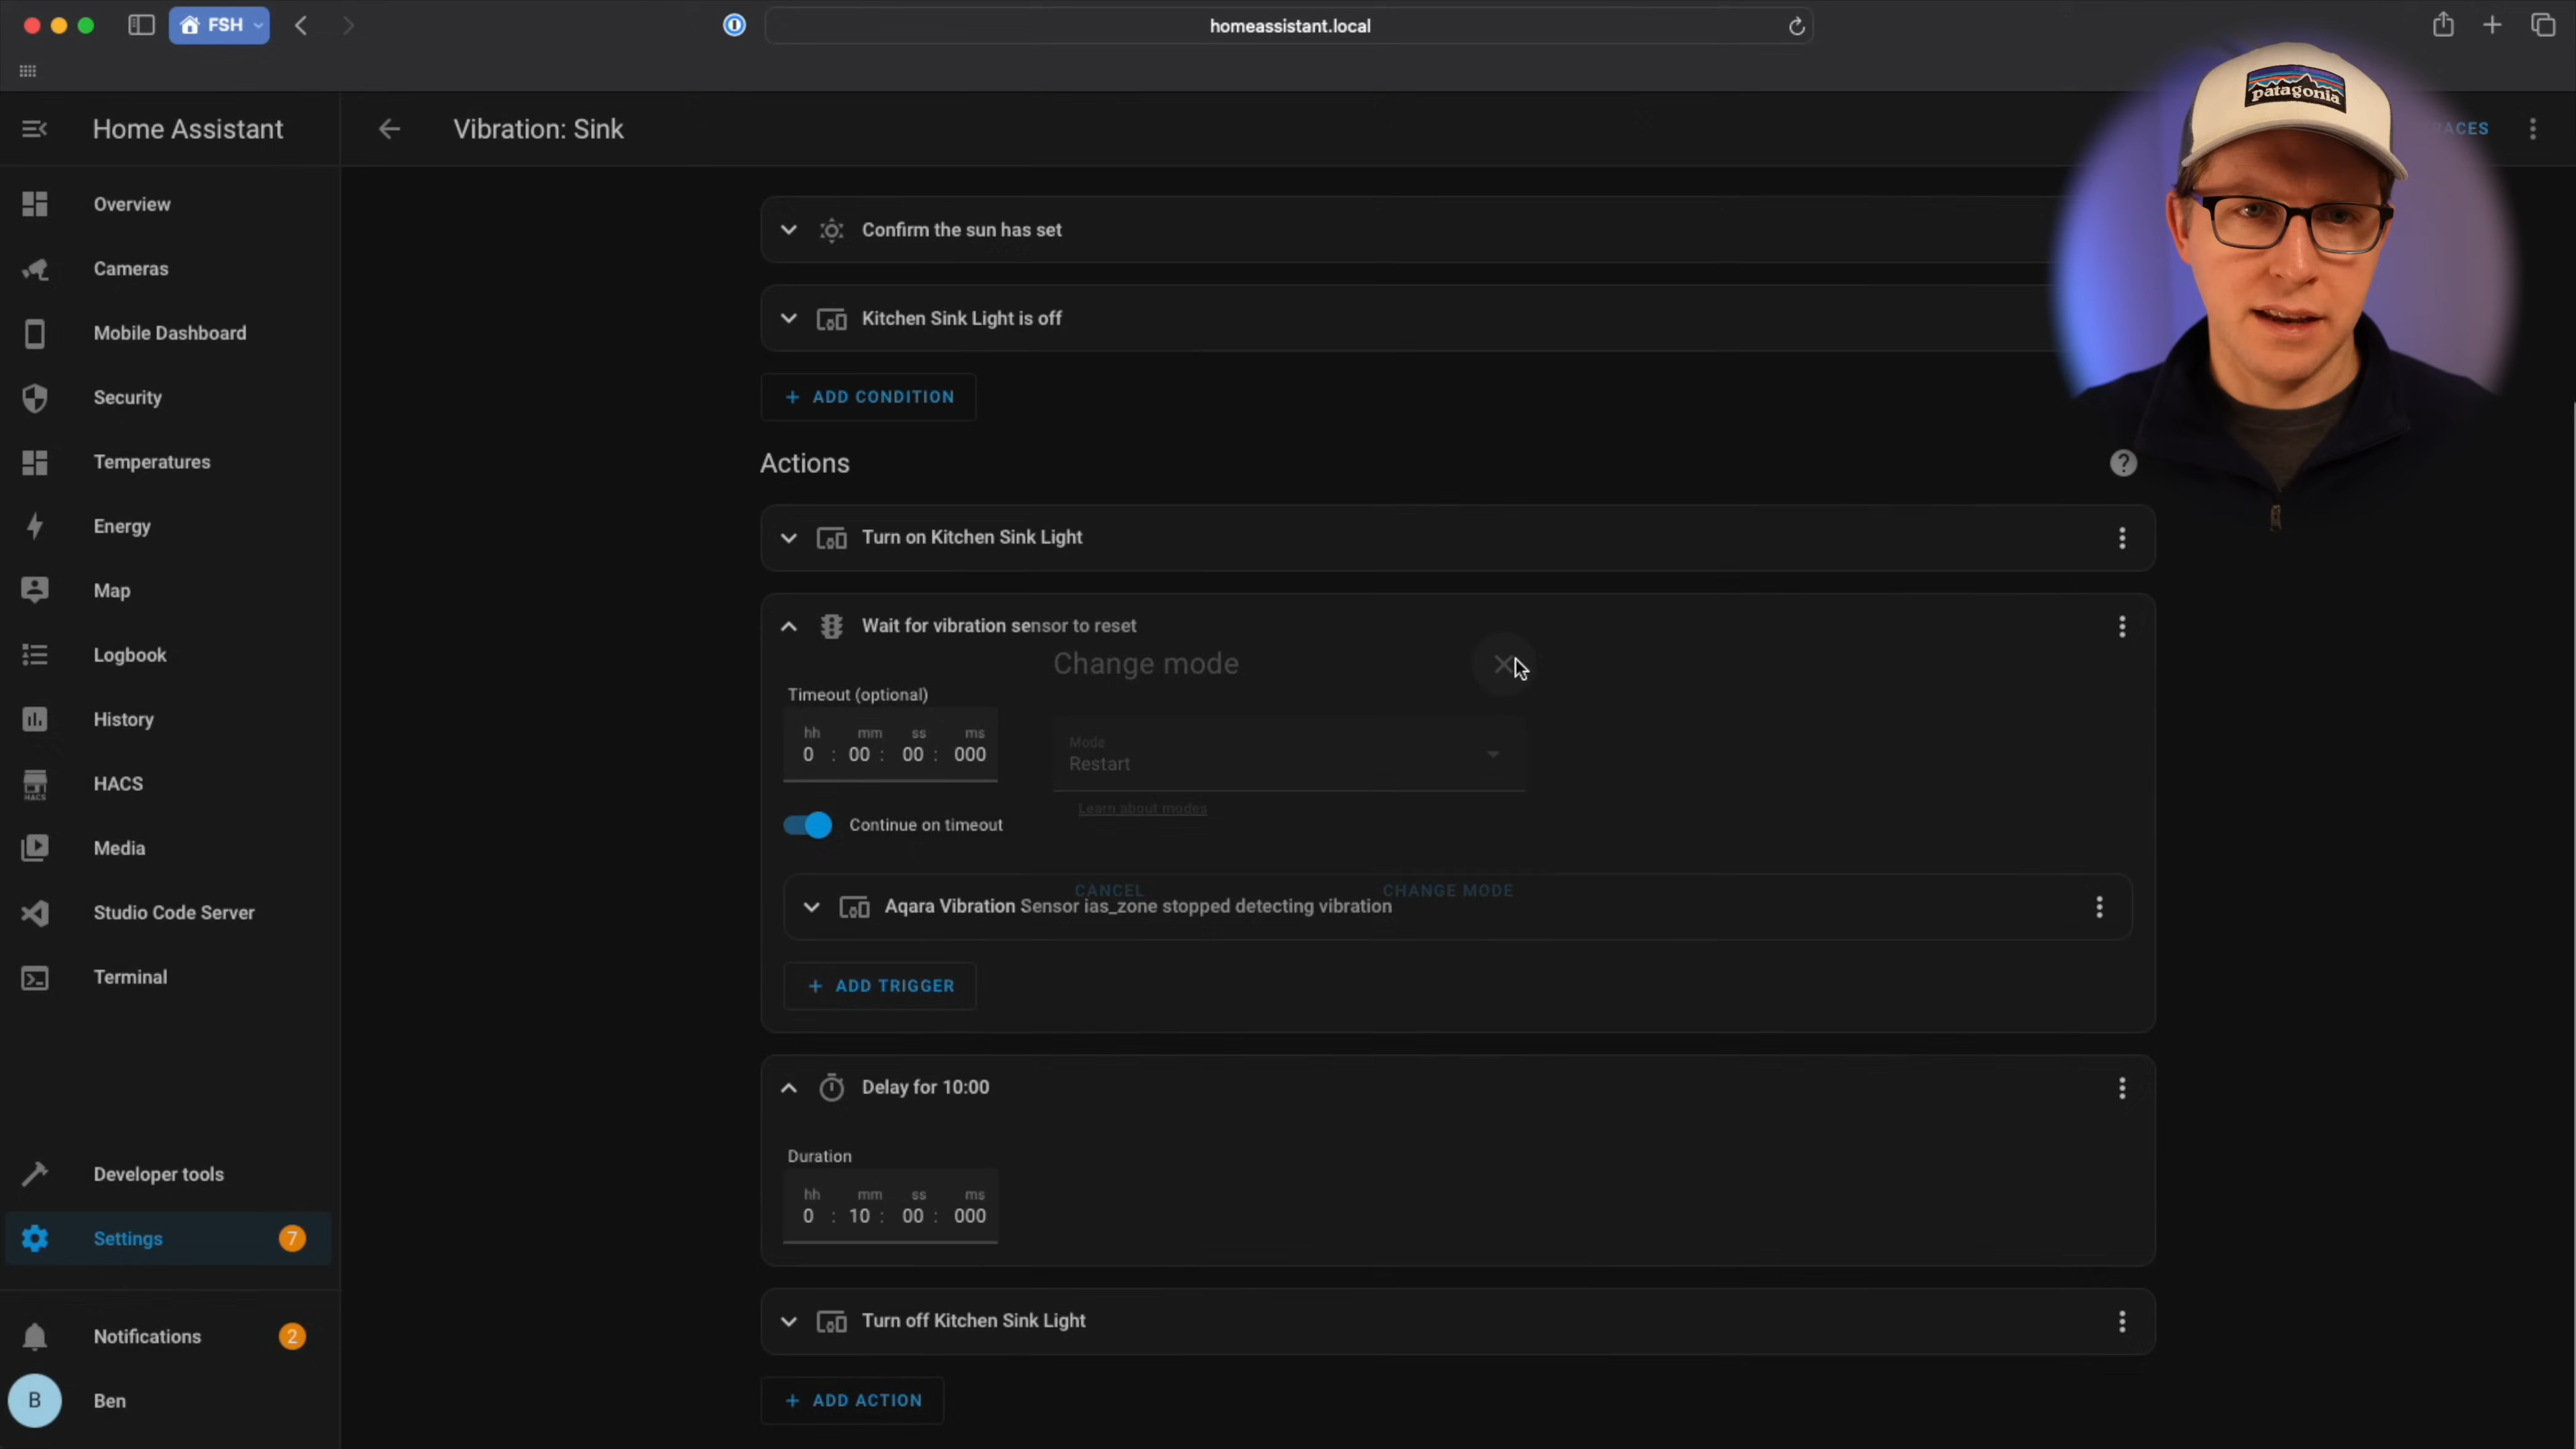 FSH
homeassistant.local
patagonia
Home Assistant
Vibration: Sink
ACES
Overview
Cameras
Mobile Dashboard
Security
Temperatures
Energy
Map
Logbook
History
HACS
HACS
Media
Studio Code Server
Terminal
Developer tools
Settings
7
Notifications
2
B
Ben
Confirm the sun has set
Kitchen Sink Light is off
+ ADD CONDITION
Actions
?
Turn on Kitchen Sink Light
Wait for vibration sensor to reset
Change mode
Timeout (optional)
hh mm ss ms
0 : 00 : 00 : 000
Mode
Restart
Learn about modes
Continue on timeout
CANCEL
CHANGE MODE
Aqara Vibration Sensor ias_zone stopped detecting vibration
+ ADD TRIGGER
Delay for 10:00
Duration
hh mm ss ms
0 : 10 : 00 : 000
Turn off Kitchen Sink Light
+ ADD ACTION